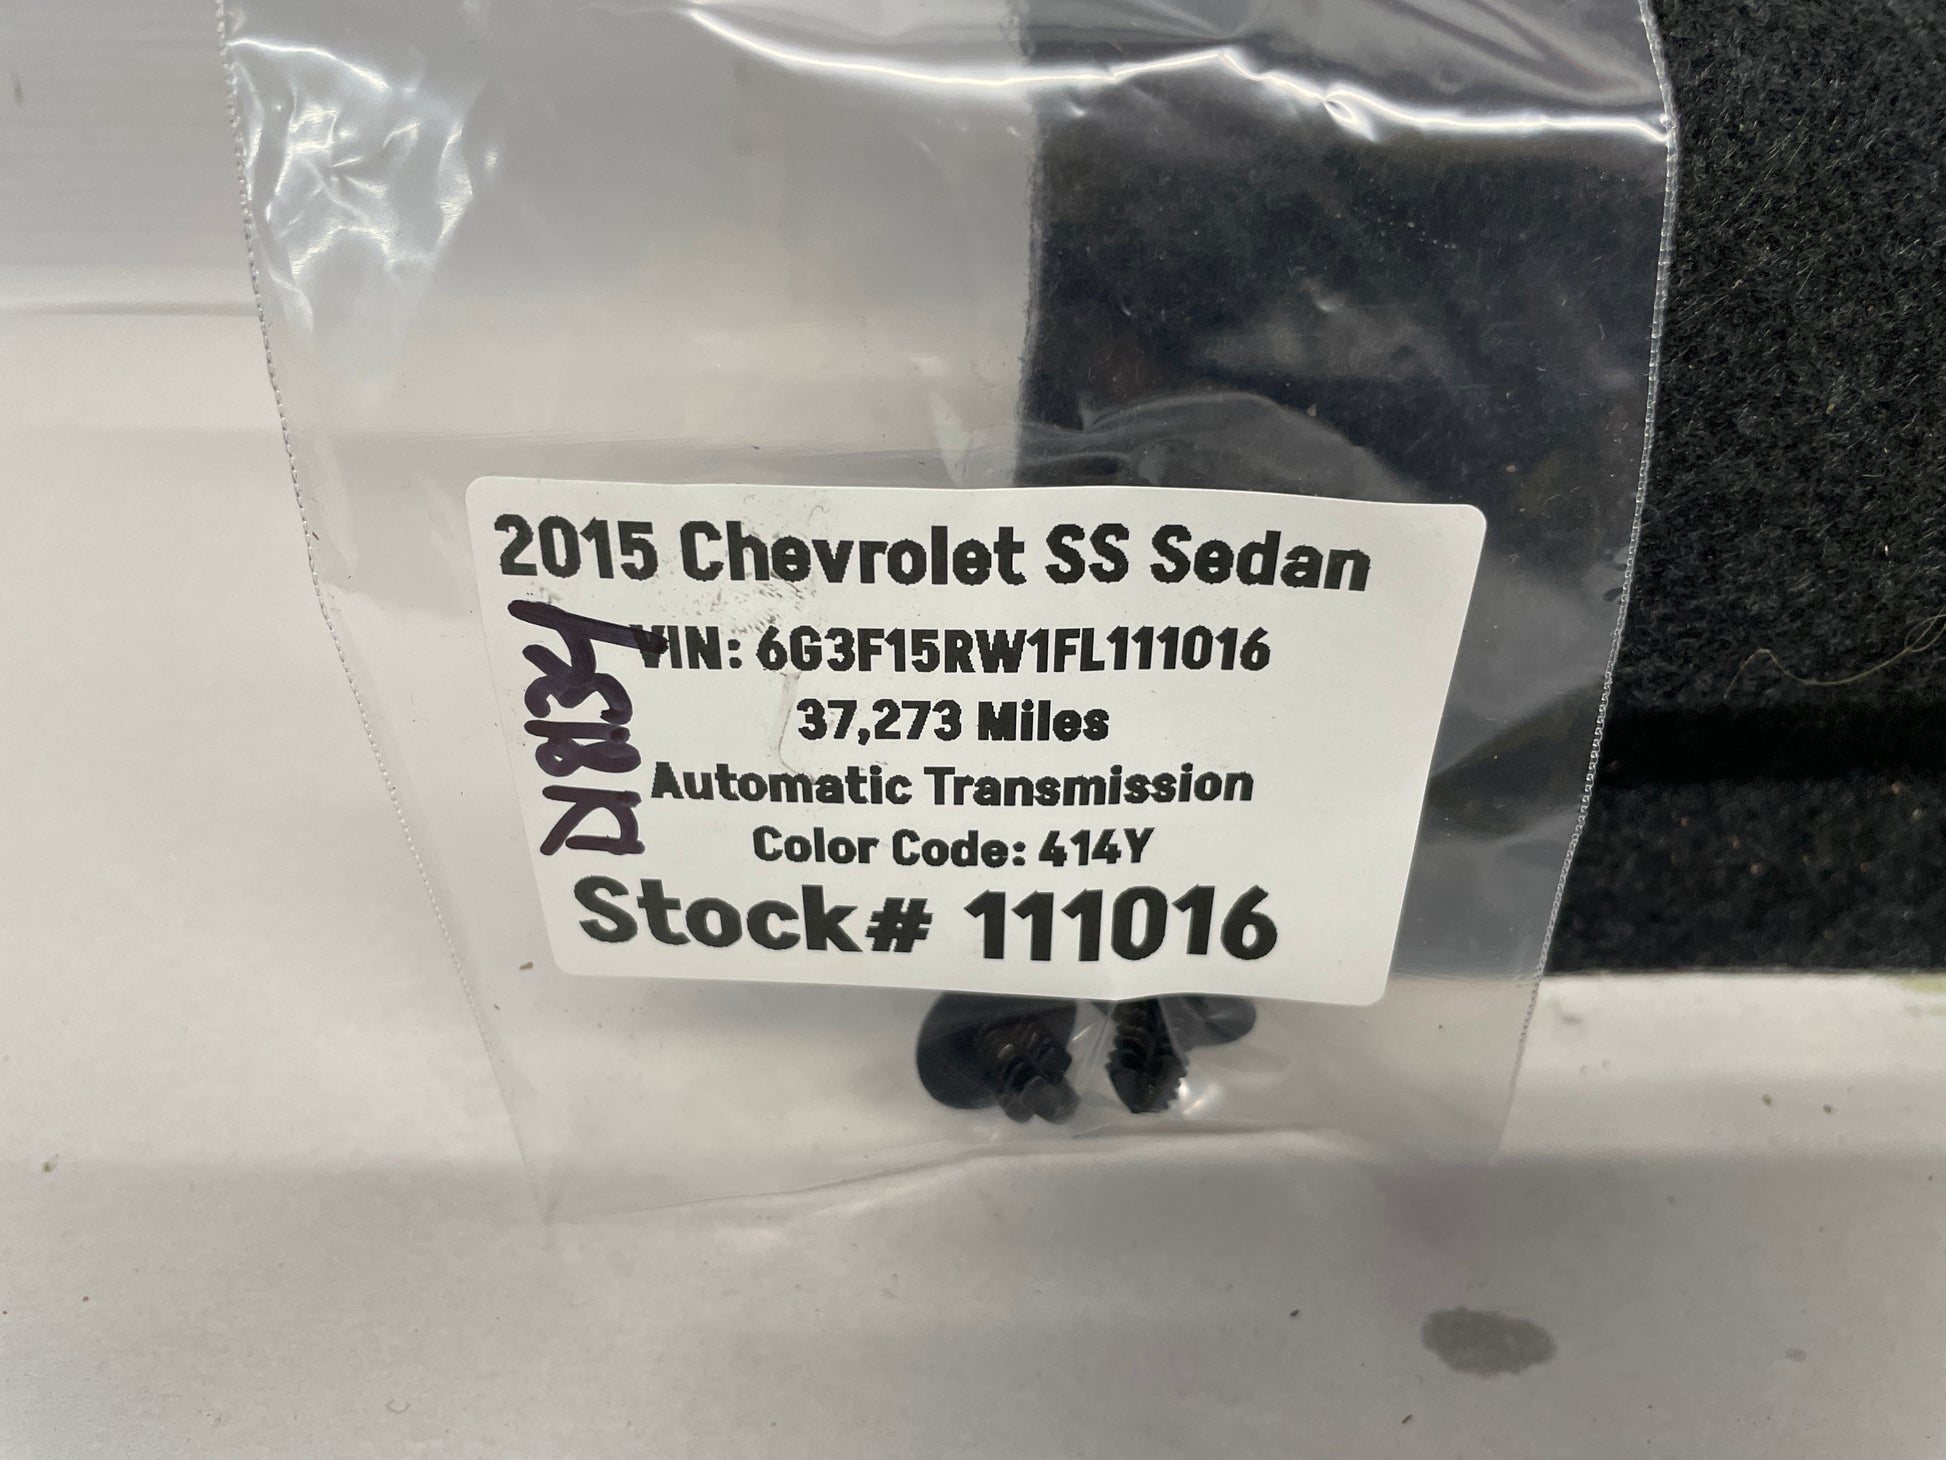 2015 Chevrolet SS Sedan
VIN: 6G3F15RW1FL111016
37,273 Miles
Automatic Transmission
Color Code: 414Y
Stock# 111016